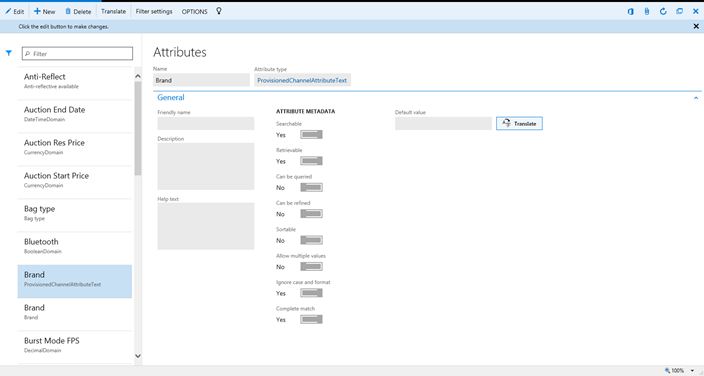 Edit New Delete Translate Filter settings OPTIONS
Click the edit button to make changes.
Filter
Anti-Reflect
Anti-reflective available
Auction End Date
DateTimeDomain
Auction Res Price
CurrencyDomain
Auction Start Price
CurrencyDomain
Bag type
Bag type
Bluetooth
BooleanDomain
Brand
ProvisionedChannelAttributeText
Brand
Brand
Burst Mode FPS
DecimalDomain
Attributes
Name Attribute type
Brand ProvisionedChannelAttributeText
General
Friendly name
Description
Help text
ATTRIBUTE METADATA
Searchable
Yes
Retrievable
Yes
Can be queried
No
Can be refined
No
Sortable
No
Allow multiple values
No
Ignore case and format
Yes
Complete match
Yes
Default value
Translate
100%